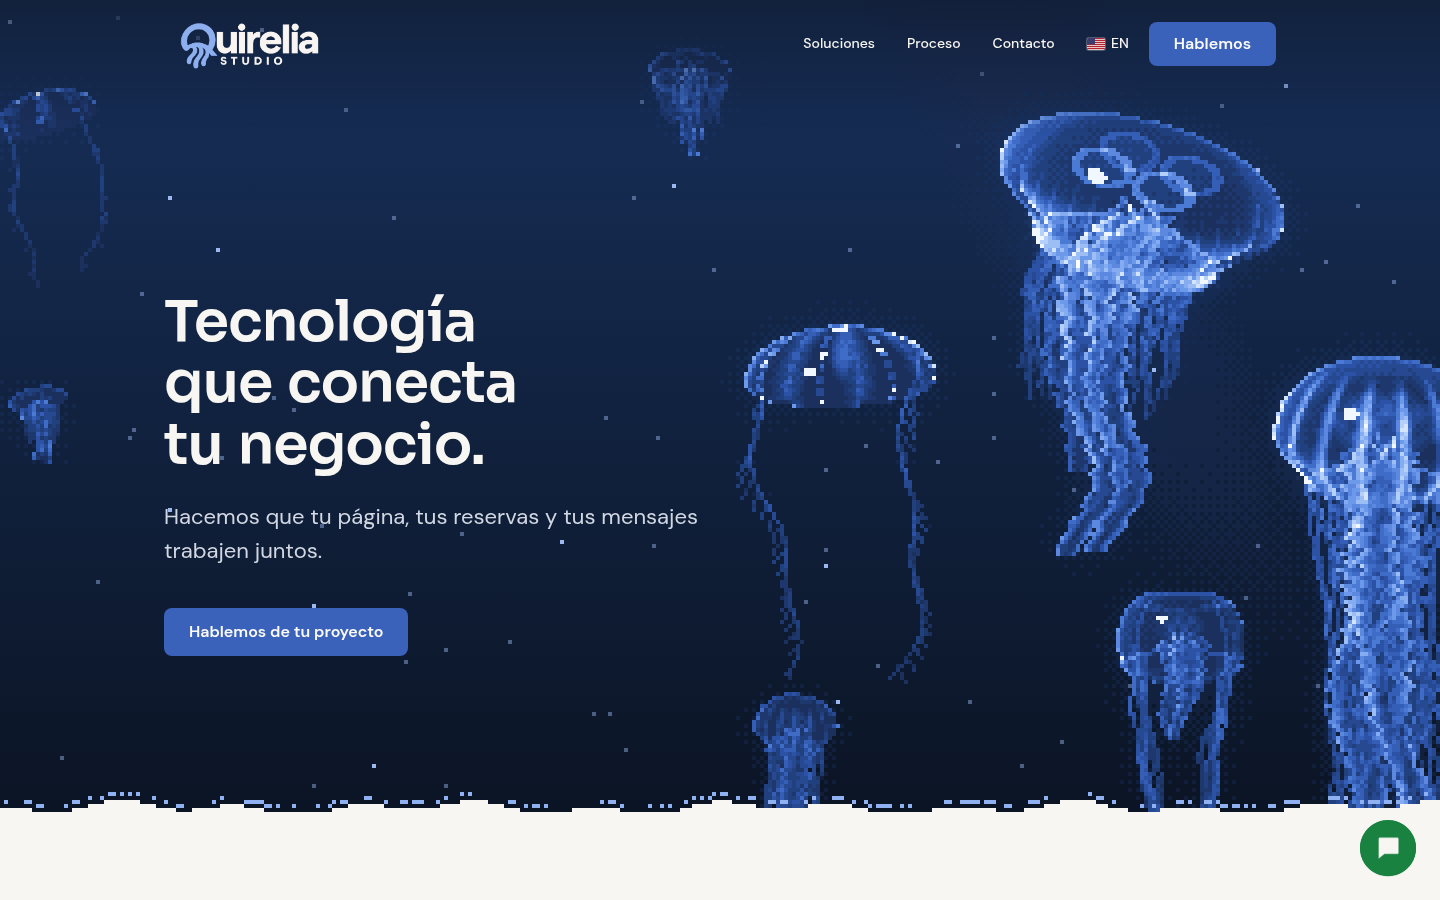 Quirelia
STUDIO
Soluciones
Proceso
Contacto
EN
Hablemos
Tecnología
que conecta
tu negocio.
Hacemos que tu página, tus reservas y tus mensajes
trabajen juntos.
Hablemos de tu proyecto